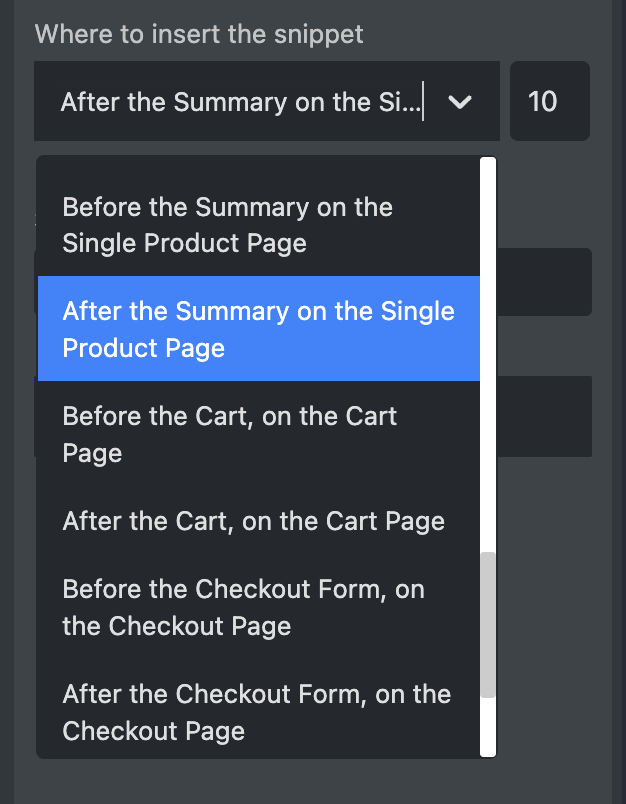 Where to insert the snippet
After the Summary on the Si...
10
Before the Summary on the
Single Product Page
After the Summary on the Single
Product Page
Before the Cart, on the Cart
Page
After the Cart, on the Cart Page
Before the Checkout Form, on
the Checkout Page
After the Checkout Form, on the
Checkout Page